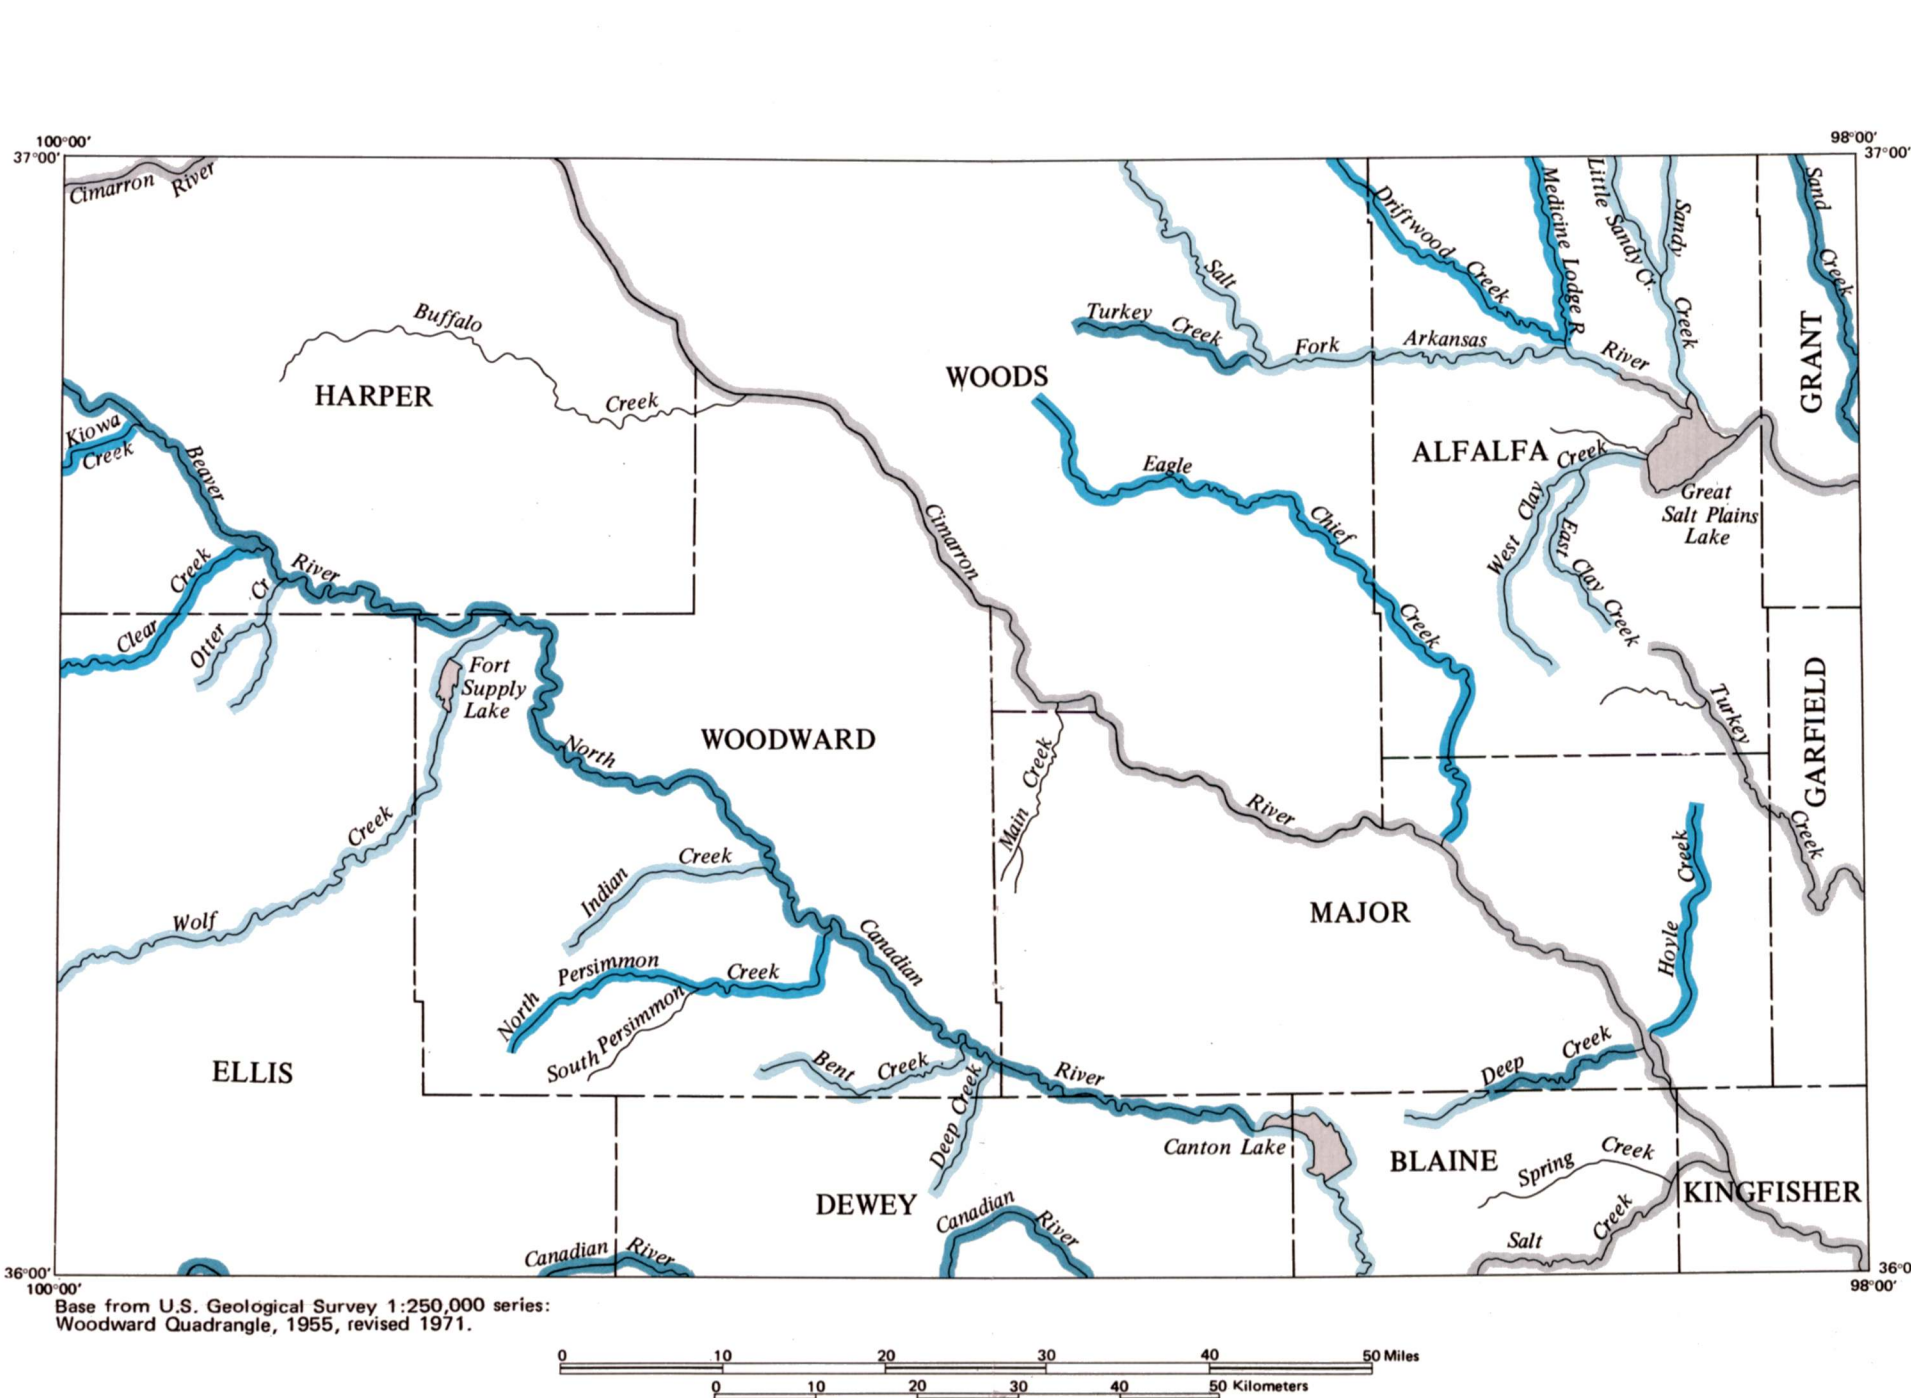 100°00′
98°00′
37°00′
37°00′
Cimarron River
Salt
Driftwood Creek
Medicine Lodge R.
Little Sandy Cr.
Sandy Creek
Sand Creek
Buffalo Creek
Turkey Creek
Fork Arkansas River
HARPER
WOODS
GRANT
Kiowa Creek
Beaver River
Eagle Chief Creek
ALFALFA
West Clay Creek
East Clay Creek
Great
Salt Plains
Lake
Cimarron River
Clear Creek
Otter Cr.
Fort
Supply
Lake
WOODWARD
North Canadian River
Main Creek
Turkey Creek
GARFIELD
Wolf Creek
Indian Creek
North Persimmon Creek
South Persimmon
MAJOR
Hoyle Creek
ELLIS
Bent Creek
Deep Creek
Deep Creek
Canton Lake
BLAINE
Spring Creek
KINGFISHER
DEWEY
Canadian River
Canadian River
Salt Creek
36°00′
36°0
100°00′
98°00′
Base from U.S. Geological Survey 1:250,000 series:
Woodward Quadrangle, 1955, revised 1971.
0 10 20 30 40 50 Miles
0 10 20 30 40 50 Kilometers